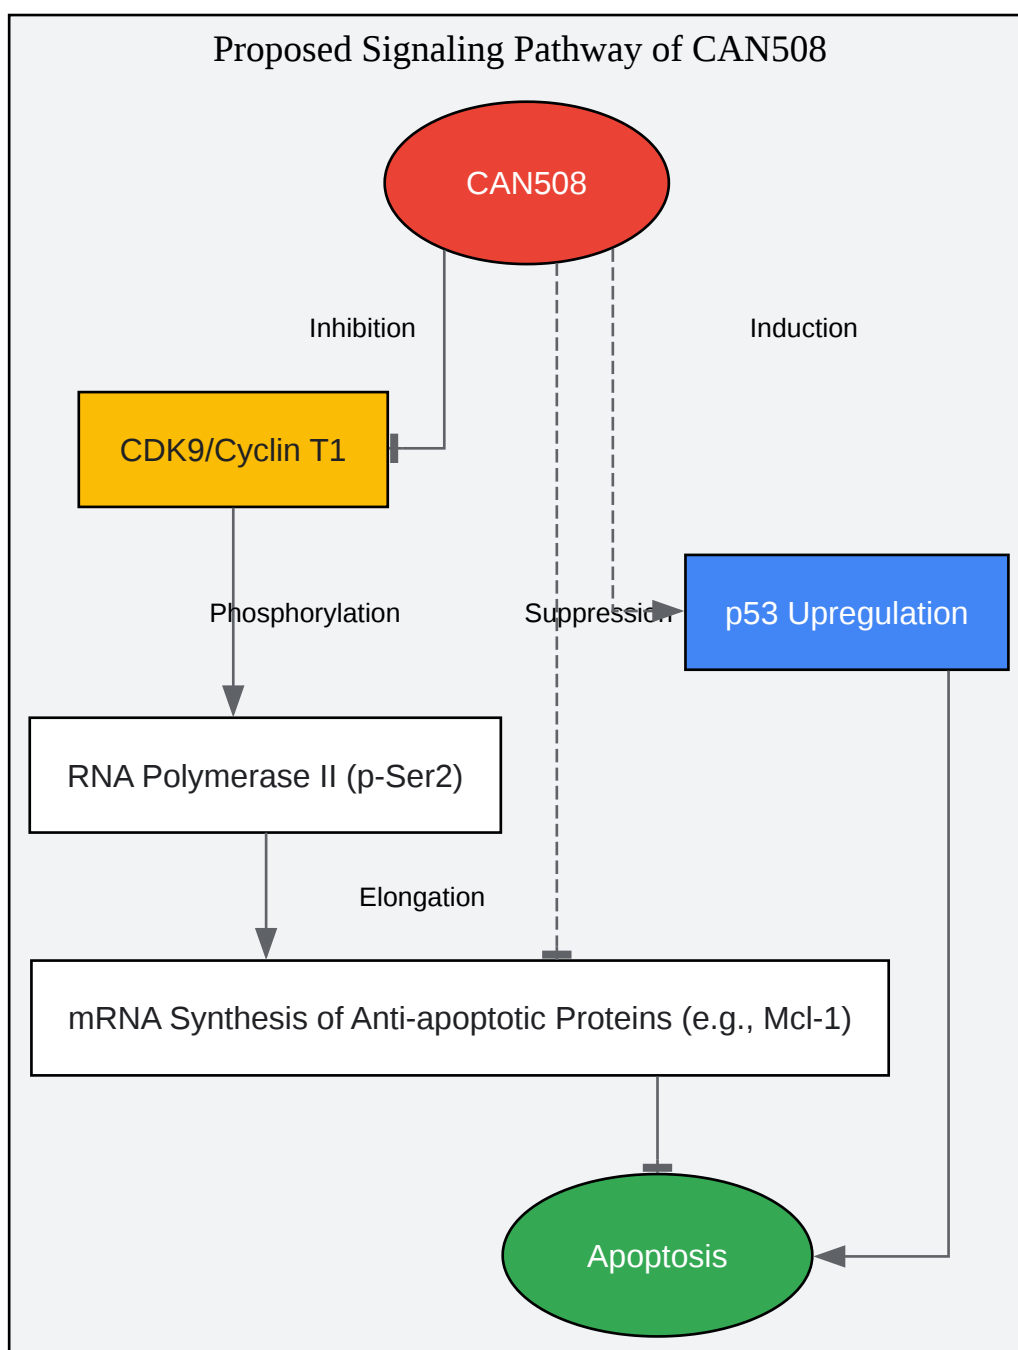 Proposed Signaling Pathway of CAN508
CAN508
Inhibition
Induction
CDK9/Cyclin T1
Phosphorylation
Suppression
p53 Upregulation
RNA Polymerase II (p-Ser2)
Elongation
mRNA Synthesis of Anti-apoptotic Proteins (e.g., Mcl-1)
Apoptosis